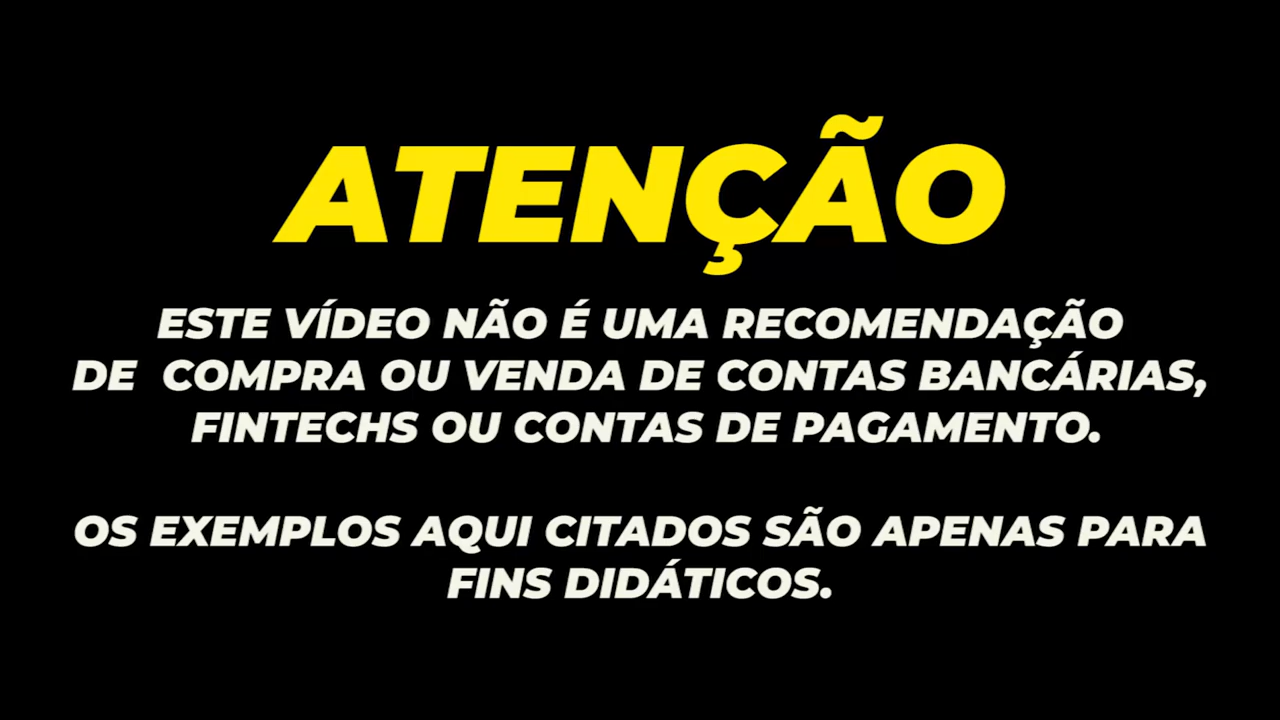 ATENÇÃO
ESTE VÍDEO NÃO É UMA RECOMENDAÇÃO
DE  COMPRA OU VENDA DE CONTAS BANCÁRIAS,
FINTECHS OU CONTAS DE PAGAMENTO.
OS EXEMPLOS AQUI CITADOS SÃO APENAS PARA
FINS DIDÁTICOS.